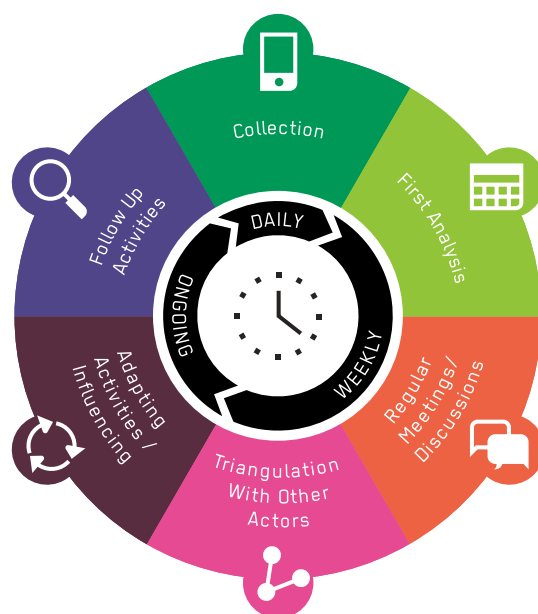 Collection
First Analysis
Regular
Meetings/
Discussions
Triangulation
With Other
Actors
Adapting
Activities /
Influencing
Follow Up
Activities
DAILY
WEEKLY
ONGOING